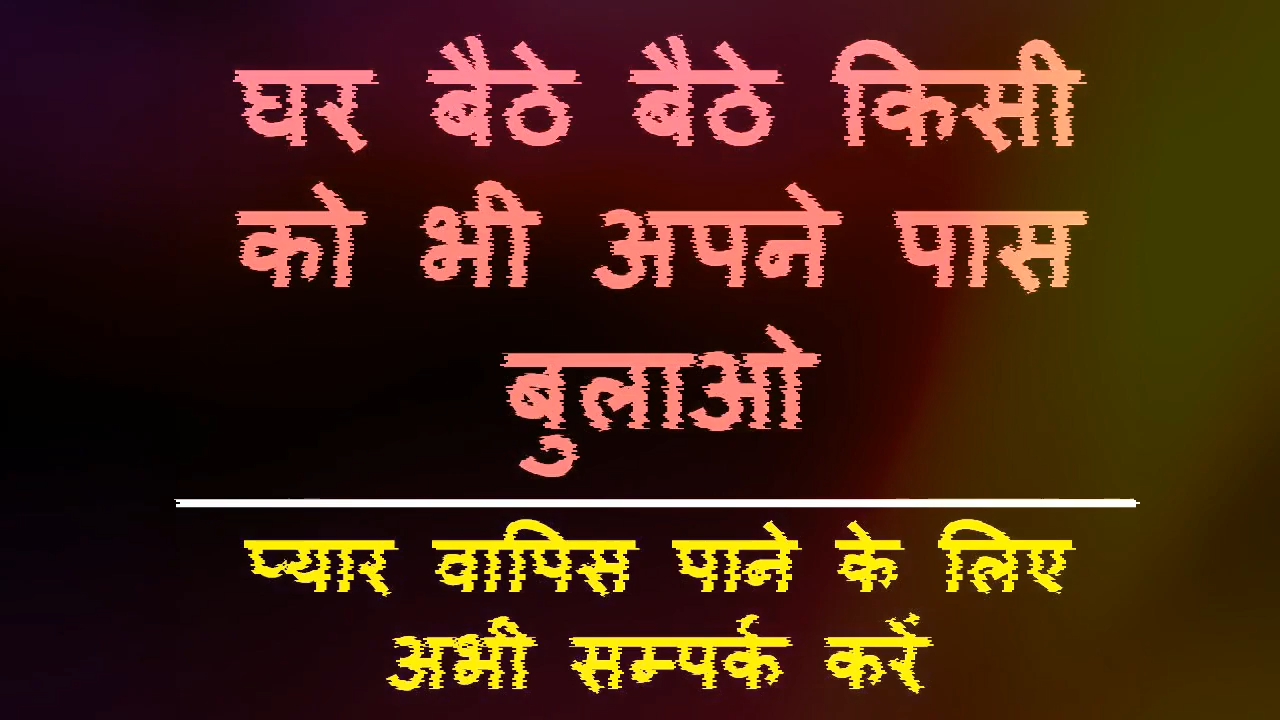 घर बैठे बैठे किसी
को भी अपने पास
बुलाओ
प्यार वापिस पाने के लिए
अभी सम्पर्क करें